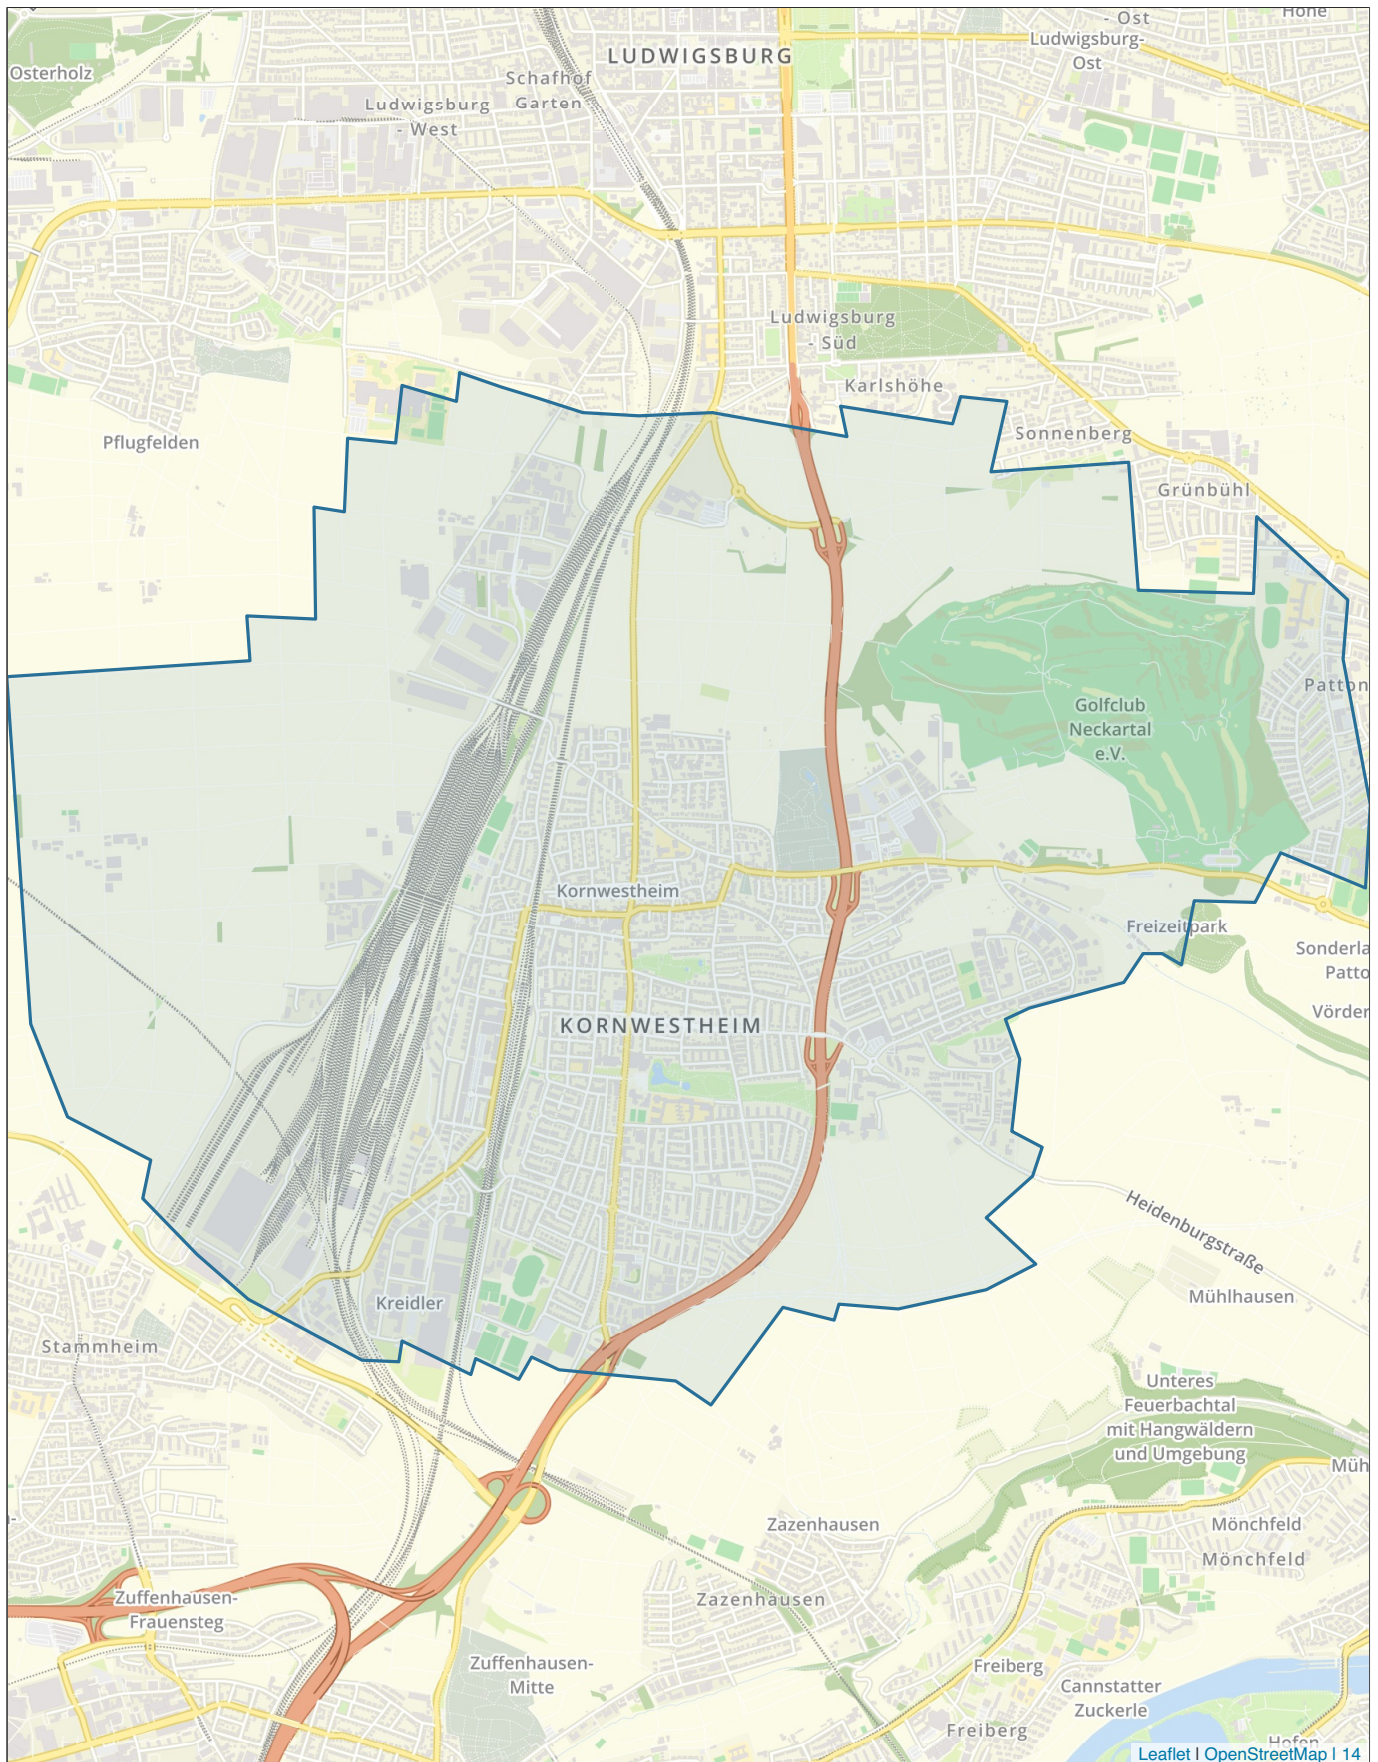 - Ost
Höhe
LUDWIGSBURG
Ludwigsburg-
Ost
Osterholz
Schafhof
Garten
Ludwigsburg
- West
Ludwigsburg
- Süd
Karlshöhe
Sonnenberg
Pflugfelden
Grünbühl
Patton
Golfclub
Neckartal
e.V.
Kornwestheim
Freizeitpark
Sonderla
Patto
Vörder
KORNWESTHEIM
Heidenburgstraße
Mühlhausen
Kreidler
Stammheim
Unteres
Feuerbachtal
mit Hangwäldern
und Umgebung
Müh
Zazenhausen
Mönchfeld
Mönchfeld
Zuffenhausen-
Frauensteg
Zazenhausen
Zuffenhausen-
Mitte
Freiberg
Cannstatter
Zuckerle
Freiberg
Hofen
Leaflet | OpenStreetMap | 14